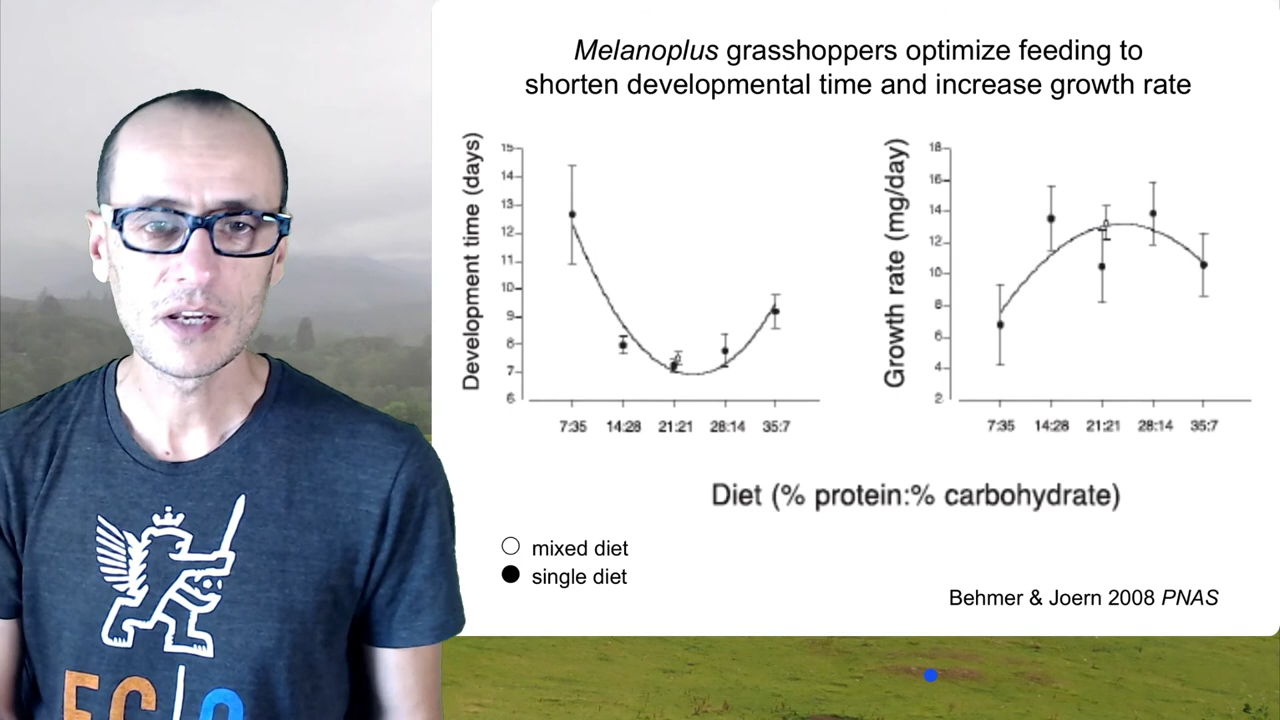 Melanoplus grasshoppers optimize feeding to
shorten developmental time and increase growth rate
Development time (days)
15
14
13
12
11
10
9
8
7
6
7:35 14:28 21:21 28:14 35:7
Growth rate (mg/day)
18
16
14
12
10
8
6
4
2
7:35 14:28 21:21 28:14 35:7
Diet (% protein:% carbohydrate)
mixed diet
single diet
Behmer & Joern 2008 PNAS